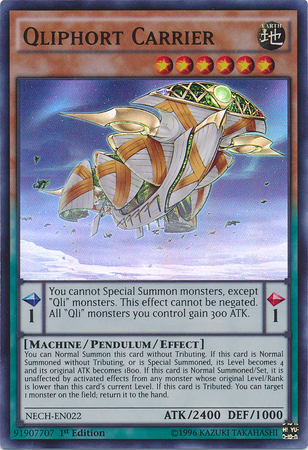 QLIPHORT CARRIER
EARTH
地
You cannot Special Summon monsters, except
"Qli" monsters. This effect cannot be negated.
All "Qli" monsters you control gain 300 ATK.
1
1
[Machine/Pendulum/Effect]
You can Normal Summon this card without Tributing. If this card is Normal
Summoned without Tributing, or is Special Summoned, its Level becomes 4
and its original ATK becomes 1800. If this card is Normal Summoned/Set, it is
unaffected by activated effects from any monster whose original Level/Rank
is lower than this card's current Level. If this card is Tributed: You can target
1 monster on the field; return it to the hand.
NECH-EN022
ATK/2400 DEF/1000
91907707 1st Edition
©1996 KAZUKI TAKAHASHI